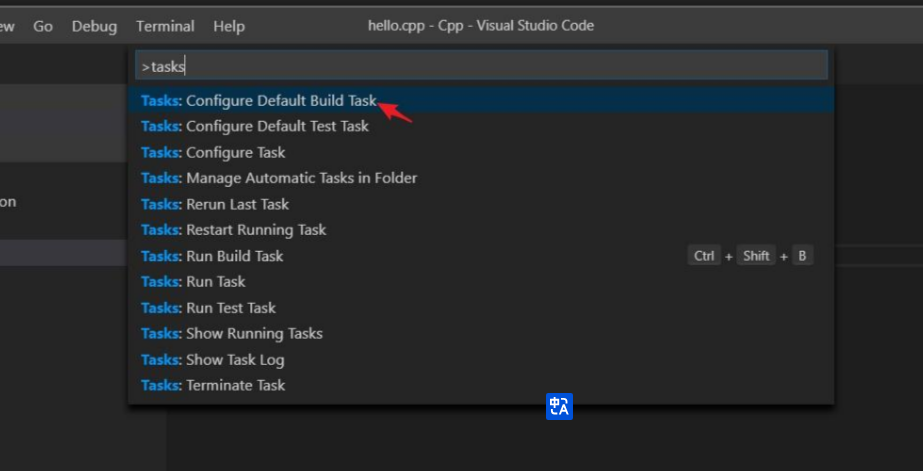 ew Go Debug Terminal Help hello.cpp - Cpp - Visual Studio Code
>tasks
Tasks: Configure Default Build Task
Tasks: Configure Default Test Task
Tasks: Configure Task
Tasks: Manage Automatic Tasks in Folder
on
Tasks: Rerun Last Task
Tasks: Restart Running Task
Tasks: Run Build Task Ctrl + Shift + B
Tasks: Run Task
Tasks: Run Test Task
Tasks: Show Running Tasks
Tasks: Show Task Log
Tasks: Terminate Task
中 A